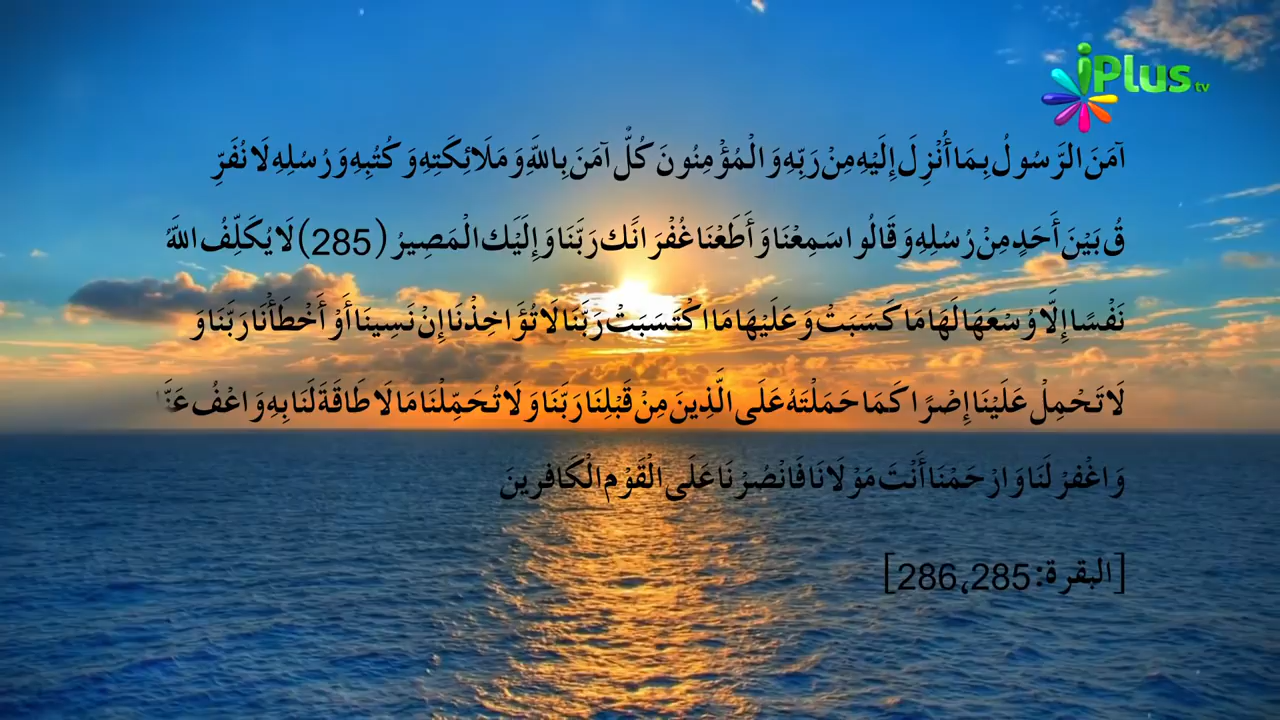 iPlus tv
آمَنَ الرَّسُولُ بِمَا أُنْزِلَ إِلَيْهِ مِنْ رَبِّهِ وَالْمُؤْمِنُونَ كُلٌّ آمَنَ بِاللَّهِ وَمَلَائِكَتِهِ وَكُتُبِهِ وَرُسُلِهِ لَا نُفَرِّ
قُ بَيْنَ أَحَدٍ مِنْ رُسُلِهِ وَقَالُوا سَمِعْنَا وَأَطَعْنَا غُفْرَانَكَ رَبَّنَا وَإِلَيْكَ الْمَصِيرُ (285) لَا يُكَلِّفُ اللَّهُ
نَفْسًا إِلَّا وُسْعَهَا لَهَا مَا كَسَبَتْ وَعَلَيْهَا مَا اكْتَسَبَتْ رَبَّنَا لَا تُؤَاخِذْنَا إِنْ نَسِينَا أَوْ أَخْطَأْنَا رَبَّنَا وَ
لَا تَحْمِلْ عَلَيْنَا إِصْرًا كَمَا حَمَلْتَهُ عَلَى الَّذِينَ مِنْ قَبْلِنَا رَبَّنَا وَلَا تُحَمِّلْنَا مَا لَا طَاقَةَ لَنَا بِهِ وَاعْفُ عَنَّا
وَاغْفِرْ لَنَا وَارْحَمْنَا أَنْتَ مَوْلَانَا فَانْصُرْنَا عَلَى الْقَوْمِ الْكَافِرِينَ
[البقرة: 285، 286]